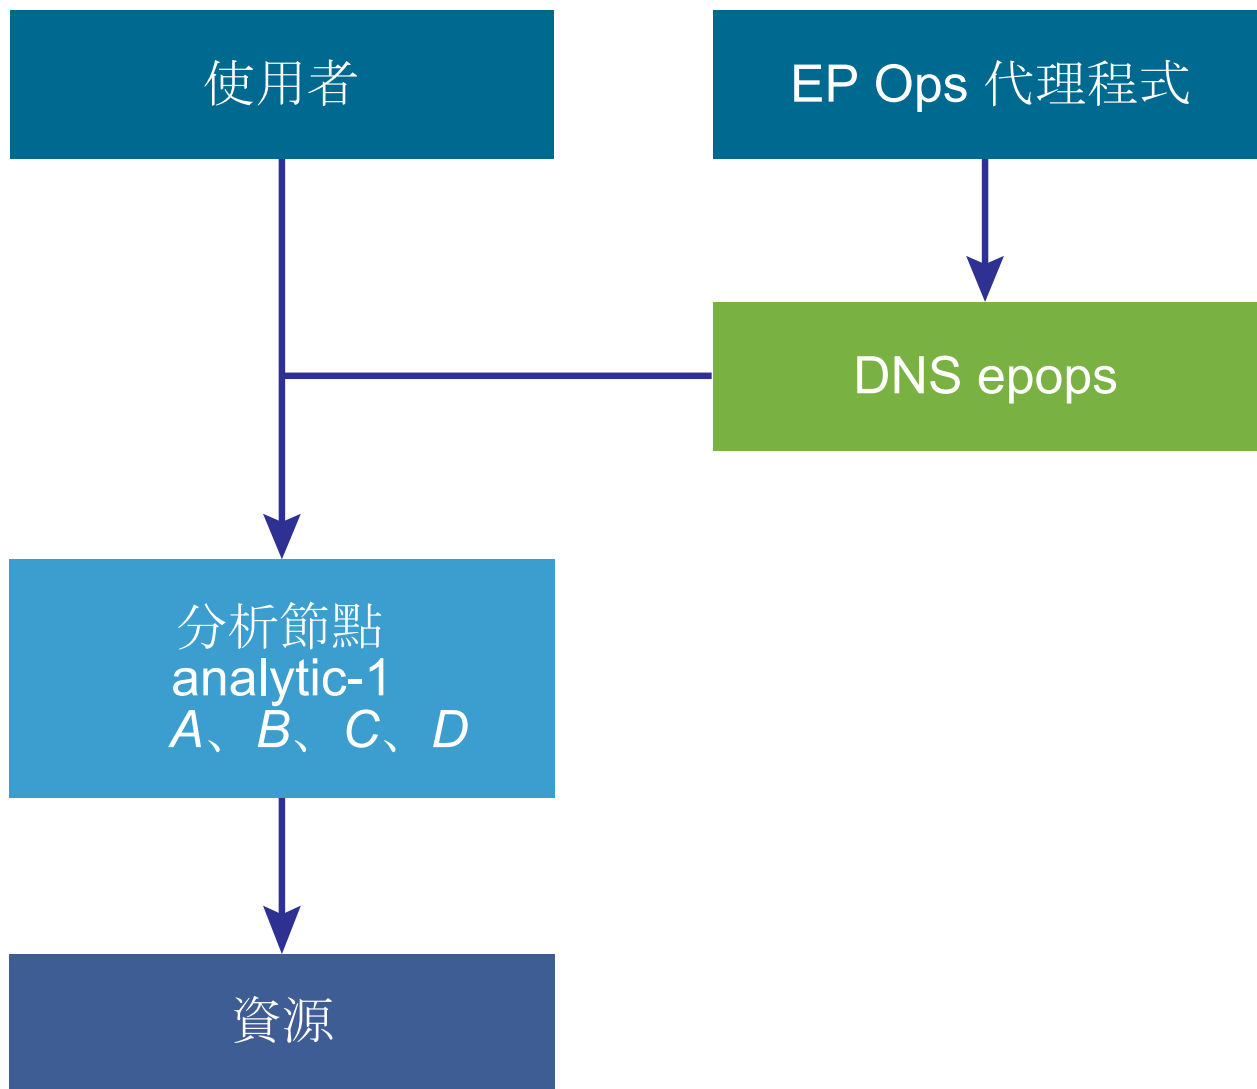 使用者
EP Ops 代理程式
DNS epops
分析節點
analytic-1
A、B、C、D
資源